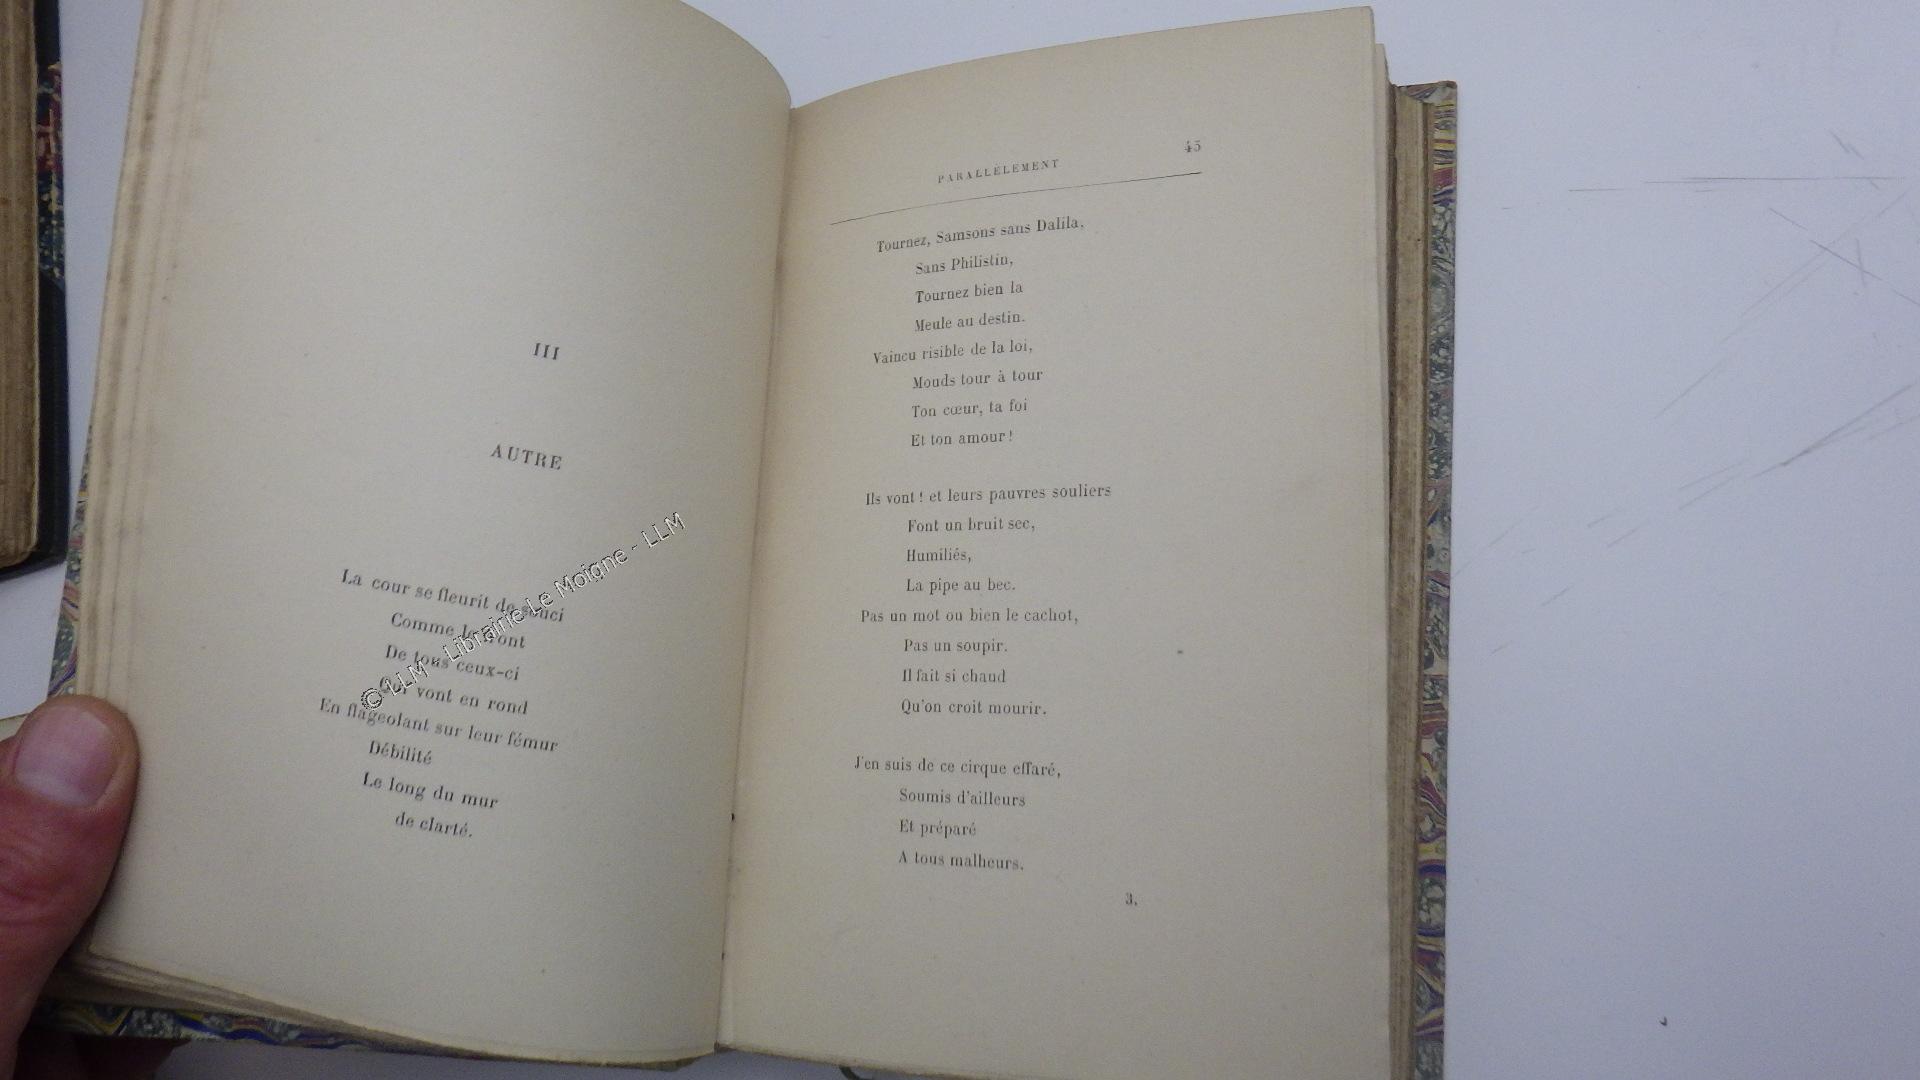 III
AUTRE
La cour se fleurit de souci
Comme le front
De tous ceux-ci
Qui vont en rond
En flageolant sur leur fémur
Débilité
Le long du mur
de clarté.
© LLM - Librairie Le Moigne - LLM
PARALLÈLEMENT 45
Tournez, Samsons sans Dalila,
Sans Philistin,
Tournez bien la
Meule au destin.
Vaincu risible de la loi,
Mouds tour à tour
Ton cœur, ta foi
Et ton amour !
Ils vont ! et leurs pauvres souliers
Font un bruit sec,
Humiliés,
La pipe au bec.
Pas un mot ou bien le cachot,
Pas un soupir.
Il fait si chaud
Qu'on croit mourir.
J'en suis de ce cirque effaré,
Soumis d'ailleurs
Et préparé
A tous malheurs.
3.